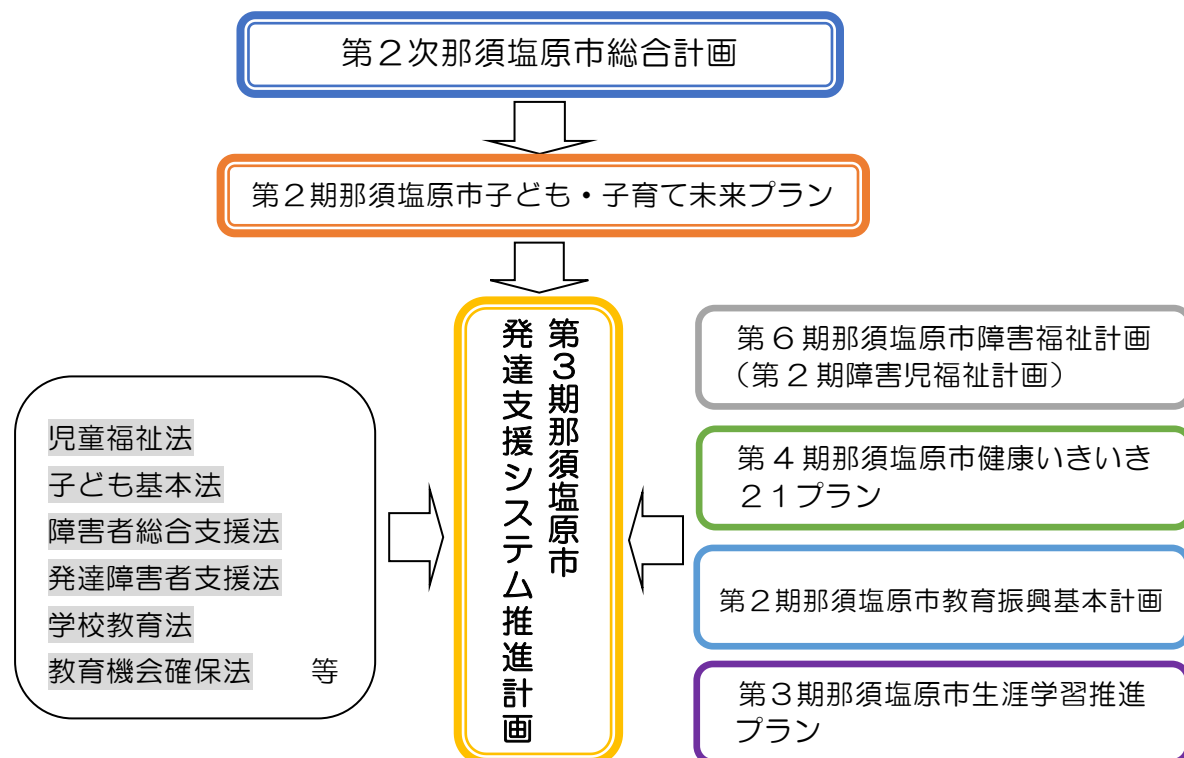 第２次那須塩原市総合計画
第２期那須塩原市子ども・子育て未来プラン
第３期那須塩原市
発達支援システム推進計画
児童福祉法
子ども基本法
障害者総合支援法
発達障害者支援法
学校教育法
教育機会確保法　　等
第６期那須塩原市障害福祉計画
（第２期障害児福祉計画）
第４期那須塩原市健康いきいき
２１プラン
第２期那須塩原市教育振興基本計画
第３期那須塩原市生涯学習推進
プラン